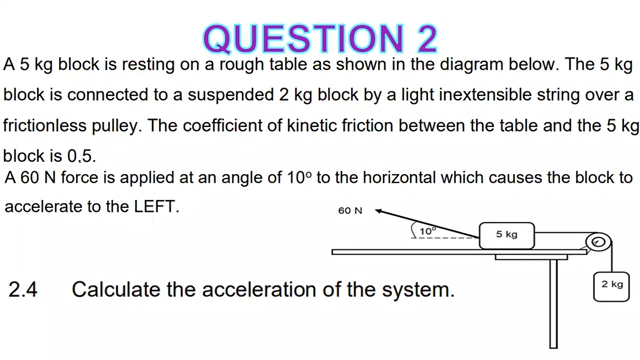 QUESTION 2
A 5 kg block is resting on a rough table as shown in the diagram below. The 5 kg
block is connected to a suspended 2 kg block by a light inextensible string over a
frictionless pulley. The coefficient of kinetic friction between the table and the 5 kg
block is 0,5.
A 60 N force is applied at an angle of 10° to the horizontal which causes the block to
accelerate to the LEFT.
60 N
10°
5 kg
2 kg
2.4 Calculate the acceleration of the system.